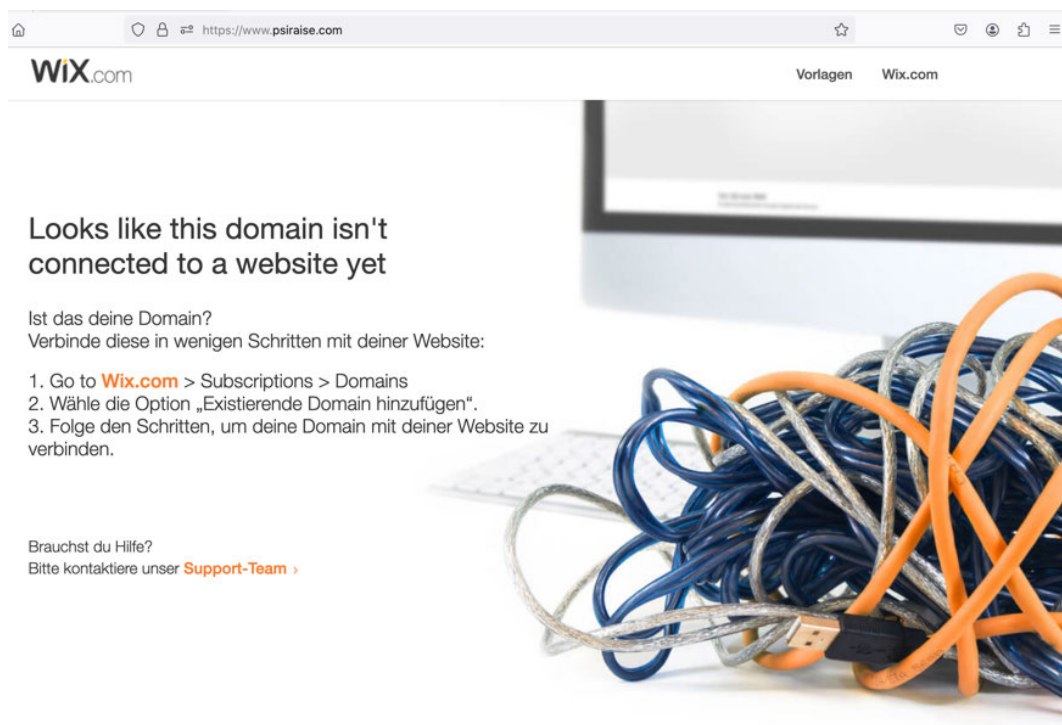 https://www.psiraise.com
WiX.com
Vorlagen Wix.com
Looks like this domain isn't
connected to a website yet
Ist das deine Domain?
Verbinde diese in wenigen Schritten mit deiner Website:
1. Go to Wix.com > Subscriptions > Domains
2. Wähle die Option „Existierende Domain hinzufügen“.
3. Folge den Schritten, um deine Domain mit deiner Website zu
verbinden.
Brauchst du Hilfe?
Bitte kontaktiere unser Support-Team ›